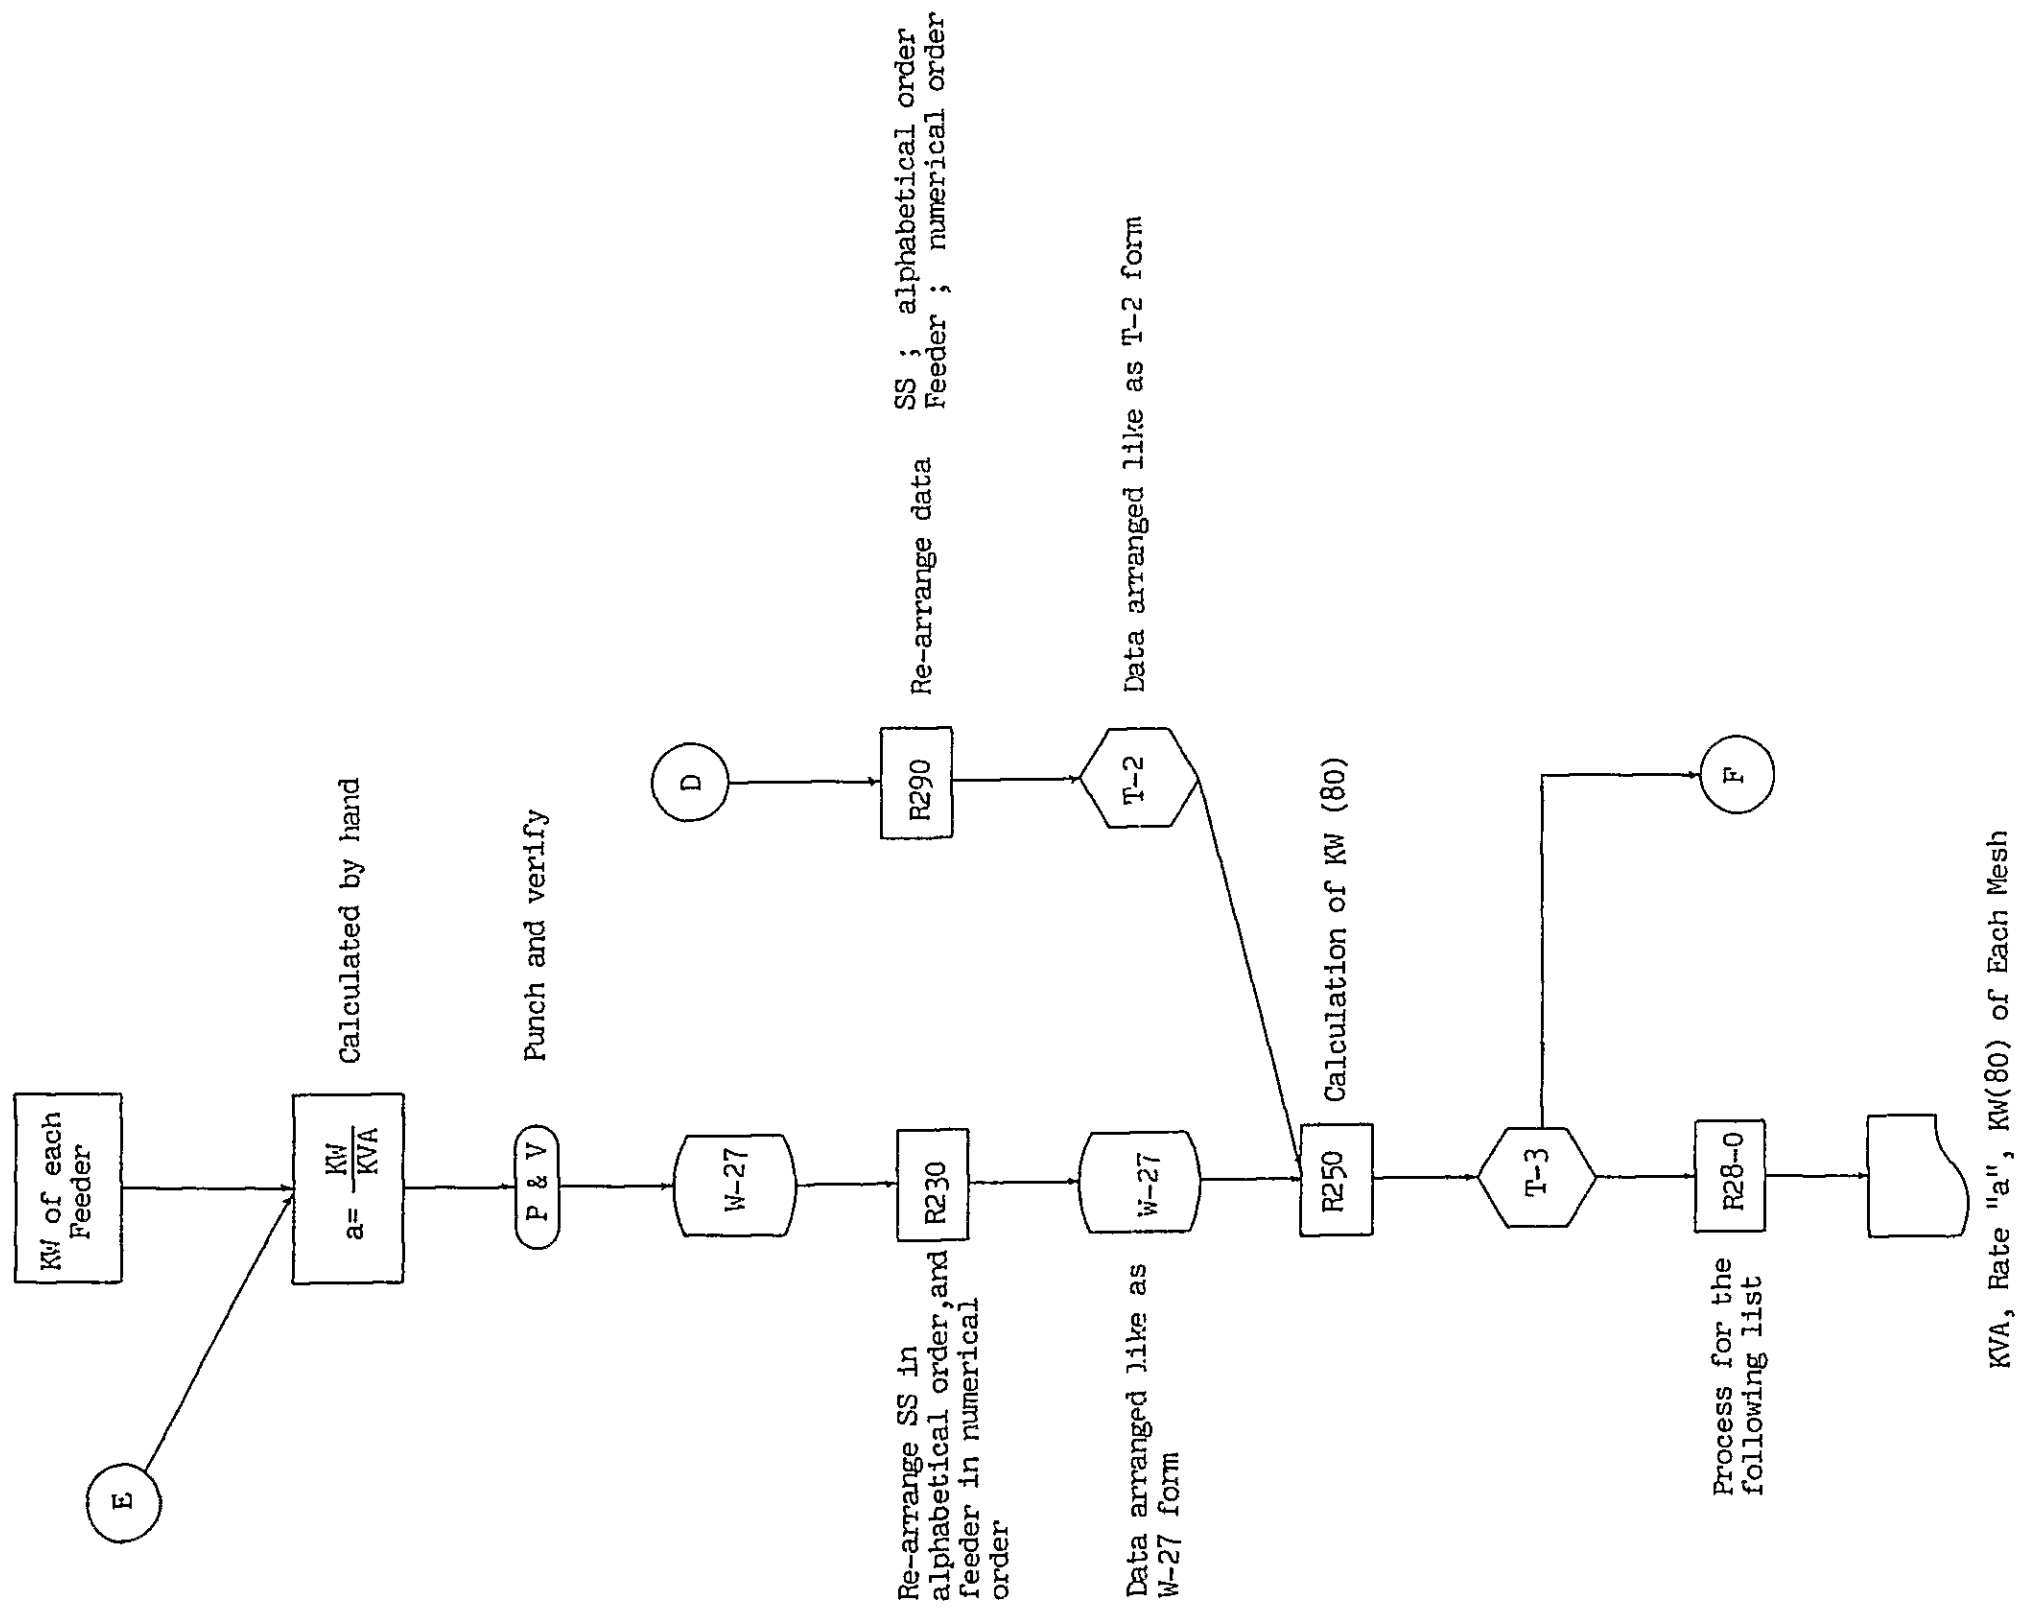 KW of each
Feeder
E
a= KW
KVA
Calculated by hand
P & V
Punch and verify
W-27
D
R230
Re-arrange SS in
alphabetical order,and
feeder in numerical
order
R290
Re-arrange data
SS ; alphabetical order
Feeder ; numerical order
W-27
Data arranged like as
W-27 form
T-2
Data arranged like as T-2 form
R250
Calculation of KW (80)
T-3
R28-0
Process for the
following list
F
KVA, Rate "a", KW(80) of Each Mesh